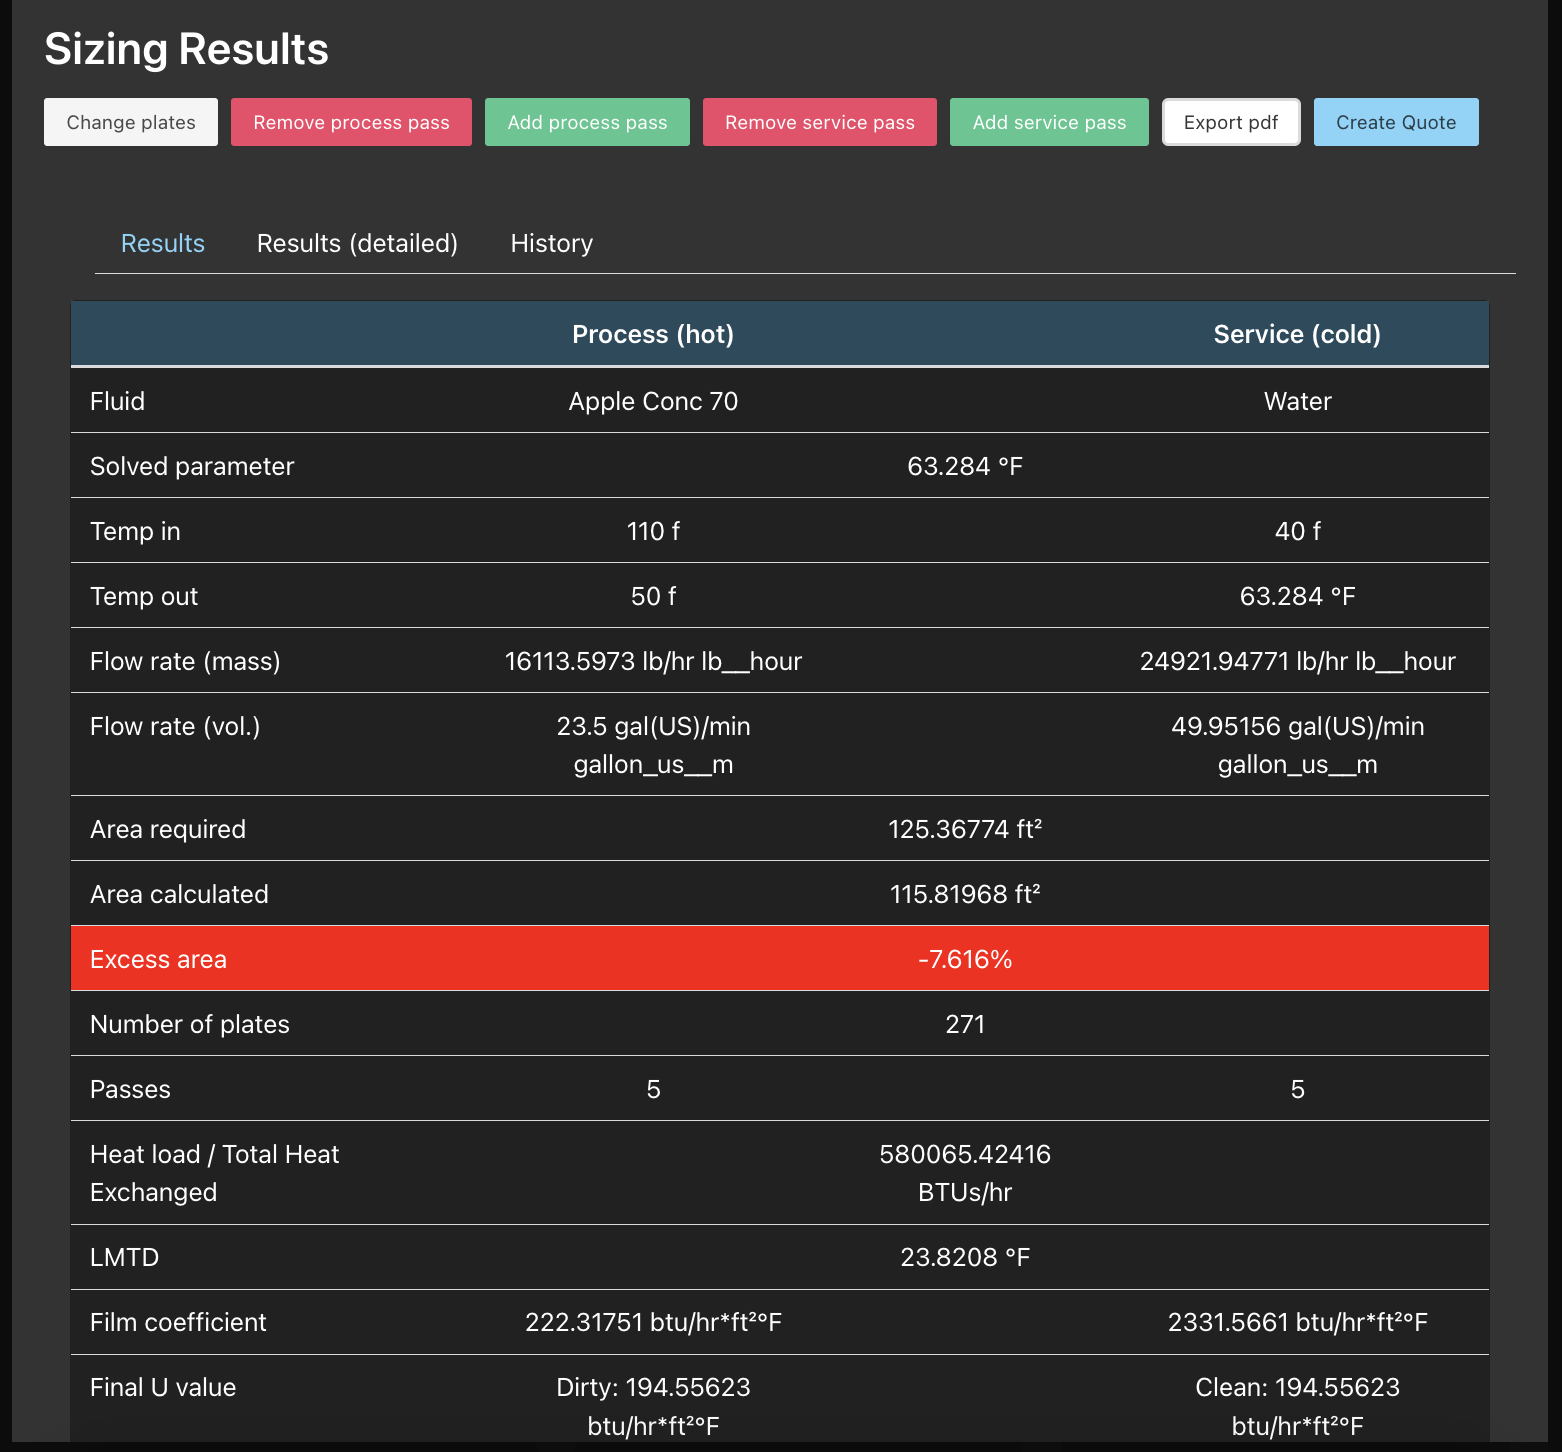 Sizing Results
Change plates
Remove process pass
Add process pass
Remove service pass
Add service pass
Export pdf
Create Quote
Results
Results (detailed)
History
Process (hot)
Service (cold)
Fluid
Apple Conc 70
Water
Solved parameter
63.284 °F
Temp in
110 f
40 f
Temp out
50 f
63.284 °F
Flow rate (mass)
16113.5973 lb/hr lb__hour
24921.94771 lb/hr lb__hour
Flow rate (vol.)
23.5 gal(US)/min
gallon_us__m
49.95156 gal(US)/min
gallon_us__m
Area required
125.36774 ft²
Area calculated
115.81968 ft²
Excess area
-7.616%
Number of plates
271
Passes
5
5
Heat load / Total Heat
Exchanged
580065.42416
BTUs/hr
LMTD
23.8208 °F
Film coefficient
222.31751 btu/hr*ft²°F
2331.5661 btu/hr*ft²°F
Final U value
Dirty: 194.55623
btu/hr*ft²°F
Clean: 194.55623
btu/hr*ft²°F